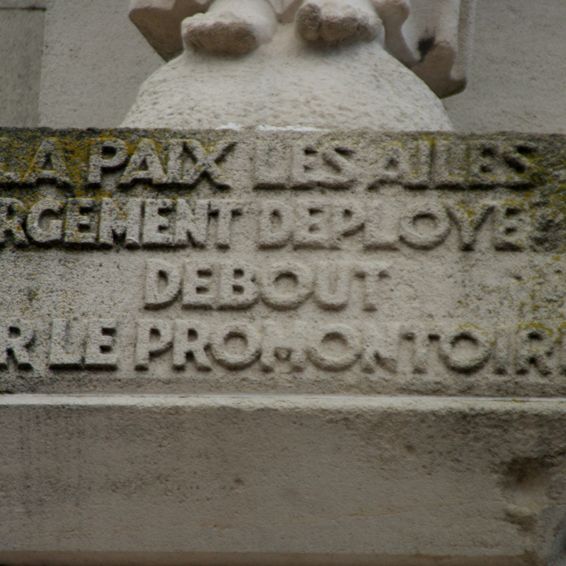 LA PAIX LES AILES
RGEMENT DEPLOYE
DEBOUT
R LE PROMONTOIR